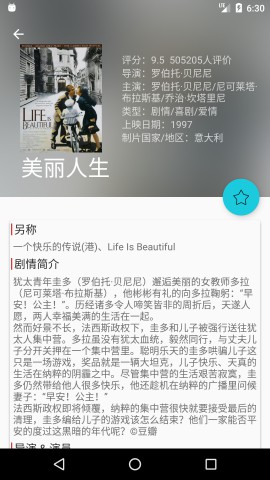 6:30
LIFE IS
BEAUTIFUL
评分：9.5 505205人评价
导演：罗伯托·贝尼尼
主演：罗伯托·贝尼尼/尼可莱塔·
布拉斯基/乔治·坎塔里尼
类型：剧情/喜剧/爱情
上映日期：1997
制片国家/地区：意大利
美丽人生
另称
一个快乐的传说(港)、Life Is Beautiful
剧情简介
犹太青年圭多（罗伯托·贝尼尼）邂逅美丽的女教师多拉
（尼可莱塔·布拉斯基），他彬彬有礼的向多拉鞠躬：“早
安！公主！”。历经诸多令人啼笑皆非的周折后，天遂人
愿，两人幸福美满的生活在一起。
然而好景不长，法西斯政权下，圭多和儿子被强行送往犹
太人集中营。多拉虽没有犹太血统，毅然同行，与丈夫儿
子分开关押在一个集中营里。聪明乐天的圭多哄骗儿子这
只是一场游戏，奖品就是一辆大坦克，儿子快乐、天真的
生活在纳粹的阴霾之中。尽管集中营的生活艰苦寂寞，圭
多仍然带给他人很多快乐，他还趁机在纳粹的广播里问候
妻子：“早安！公主！”
法西斯政权即将倾覆，纳粹的集中营很快就要接受最后的
清理，圭多编给儿子的游戏该怎么结束？他们一家能否平
安的度过这黑暗的年代呢？©豆瓣
导演 & 演员